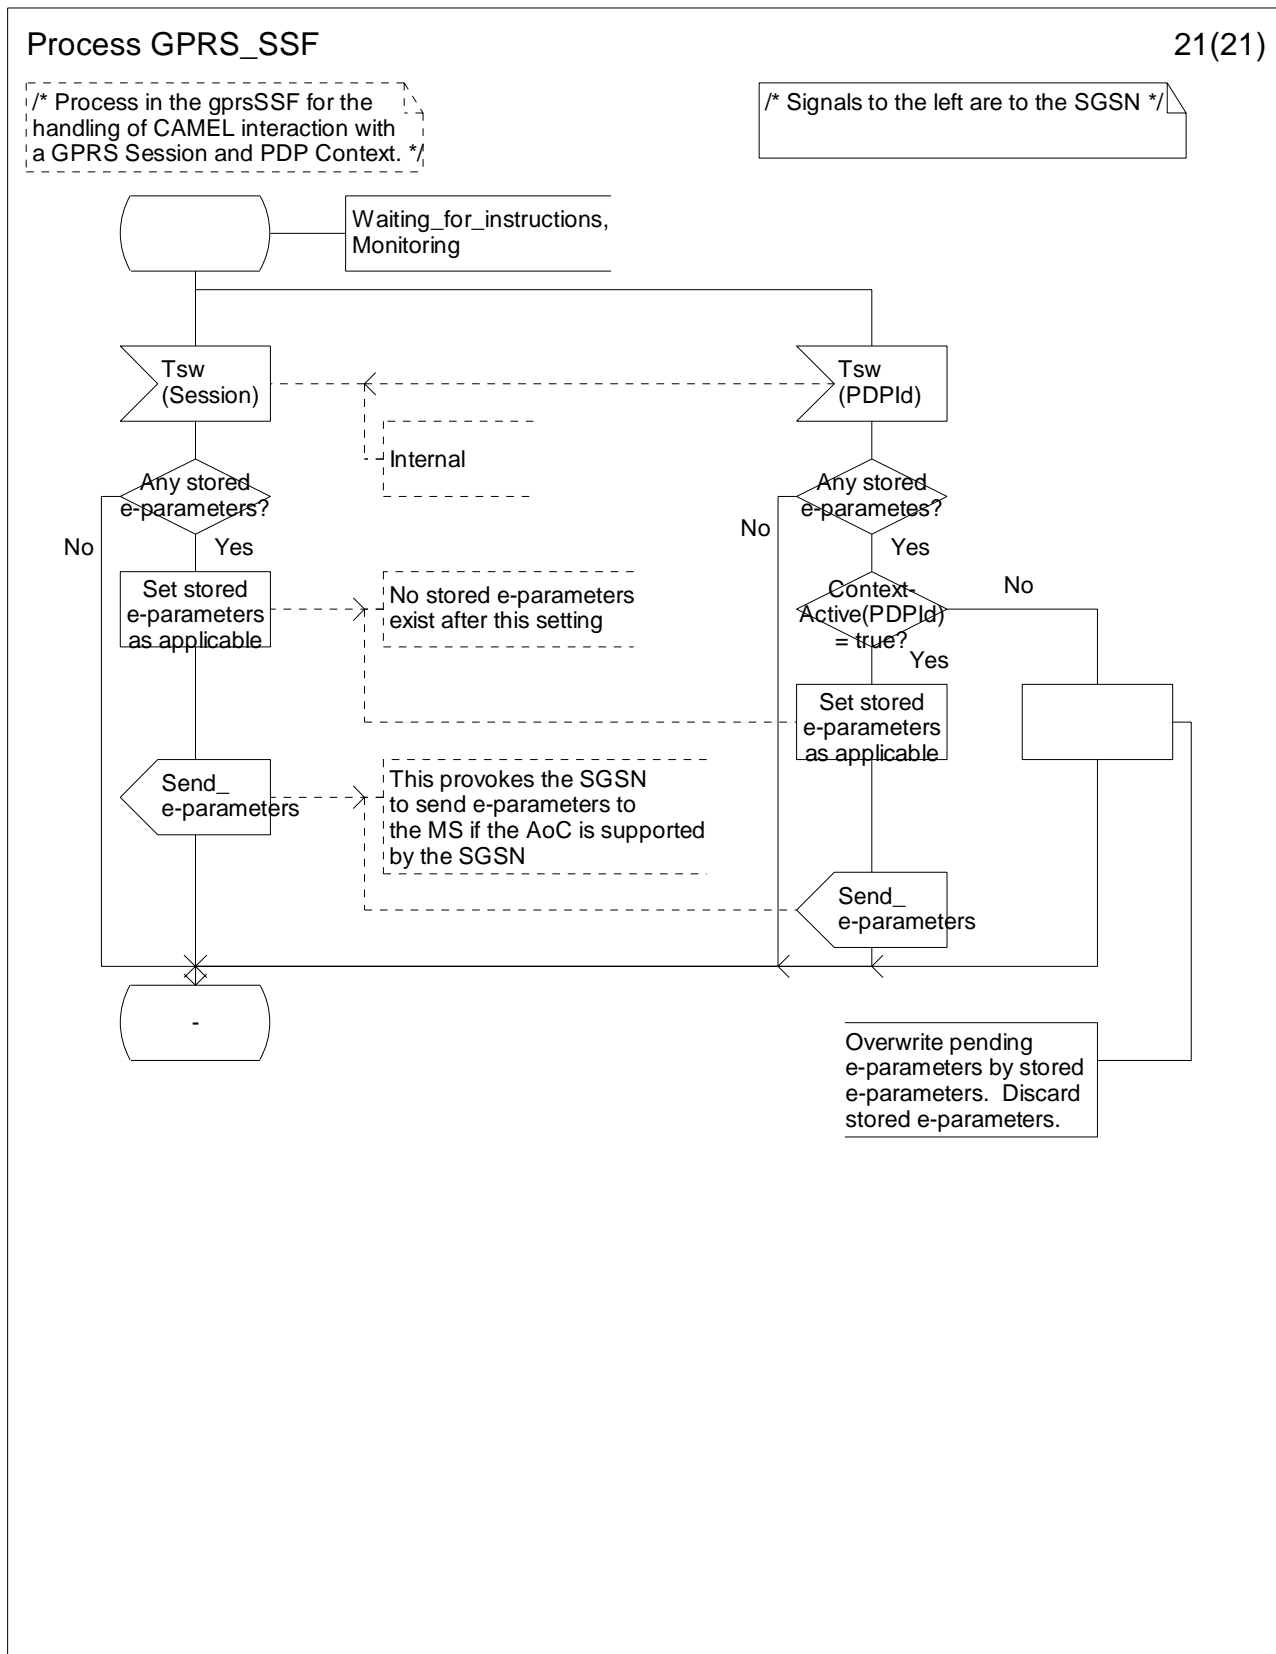 Process GPRS_SSF
21(21)
/* Process in the gprsSSF for the
handling of CAMEL interaction with
a GPRS Session and PDP Context. */
/* Signals to the left are to the SGSN */
Waiting_for_instructions,
Monitoring
Tsw
(Session)
Tsw
(PDPId)
Internal
Any stored
e-parameters?
Any stored
e-parametes?
No
Yes
No
Yes
Set stored
e-parameters
as applicable
No stored e-parameters
exist after this setting
Context-
Active(PDPId)
= true?
No
Yes
Set stored
e-parameters
as applicable
Send_
e-parameters
This provokes the SGSN
to send e-parameters to
the MS if the AoC is supported
by the SGSN
Send_
e-parameters
-
Overwrite pending
e-parameters by stored
e-parameters.  Discard
stored e-parameters.